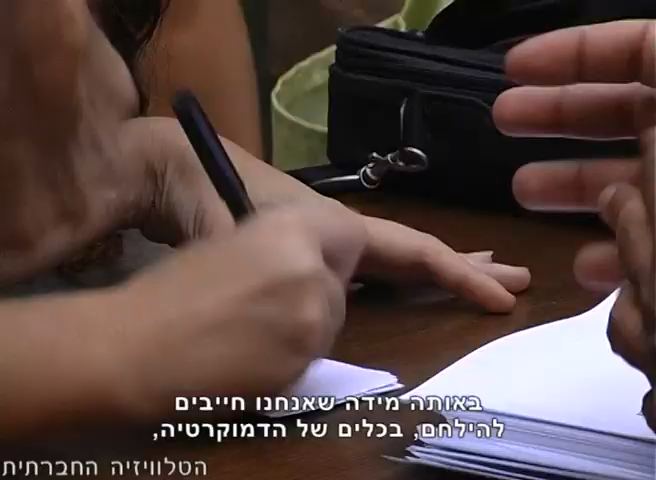 באותה מידה שאנחנו חייבים
להילחם, בכלים של הדמוקרטיה,
הטלוויזיה החברתית